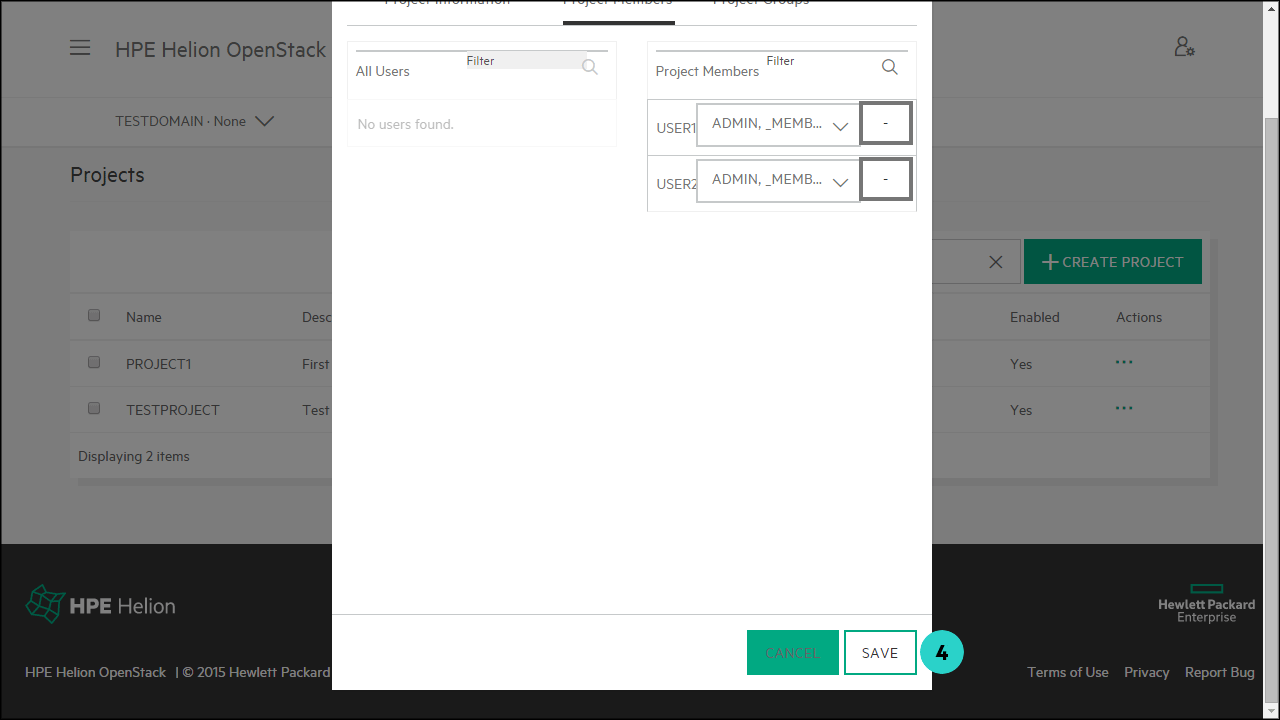 Project Information Project Members Project Groups
HPE Helion OpenStack
All Users Filter
Project Members Filter
TESTDOMAIN · None
No users found.
USER1 ADMIN, _MEMB... -
USER2 ADMIN, _MEMB... -
Projects
CREATE PROJECT
Name Desc Enabled Actions
PROJECT1 First Yes ...
TESTPROJECT Test Yes ...
Displaying 2 items
HPE Helion
Hewlett Packard
Enterprise
CANCEL SAVE 4
HPE Helion OpenStack | © 2015 Hewlett Packard
Terms of Use Privacy Report Bug